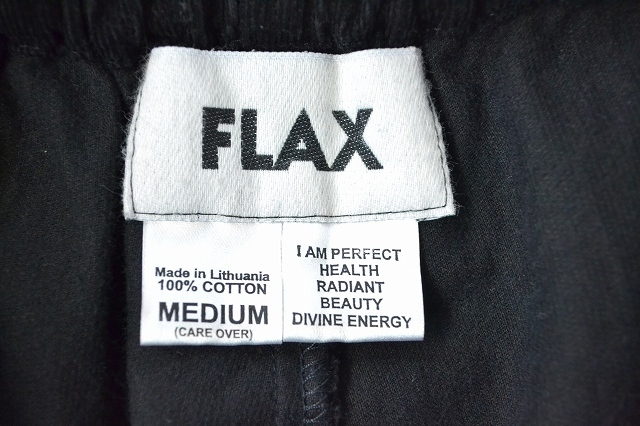 FLAX
Made in Lithuania
100% COTTON
MEDIUM
(CARE OVER)
I AM PERFECT
HEALTH
RADIANT
BEAUTY
DIVINE ENERGY